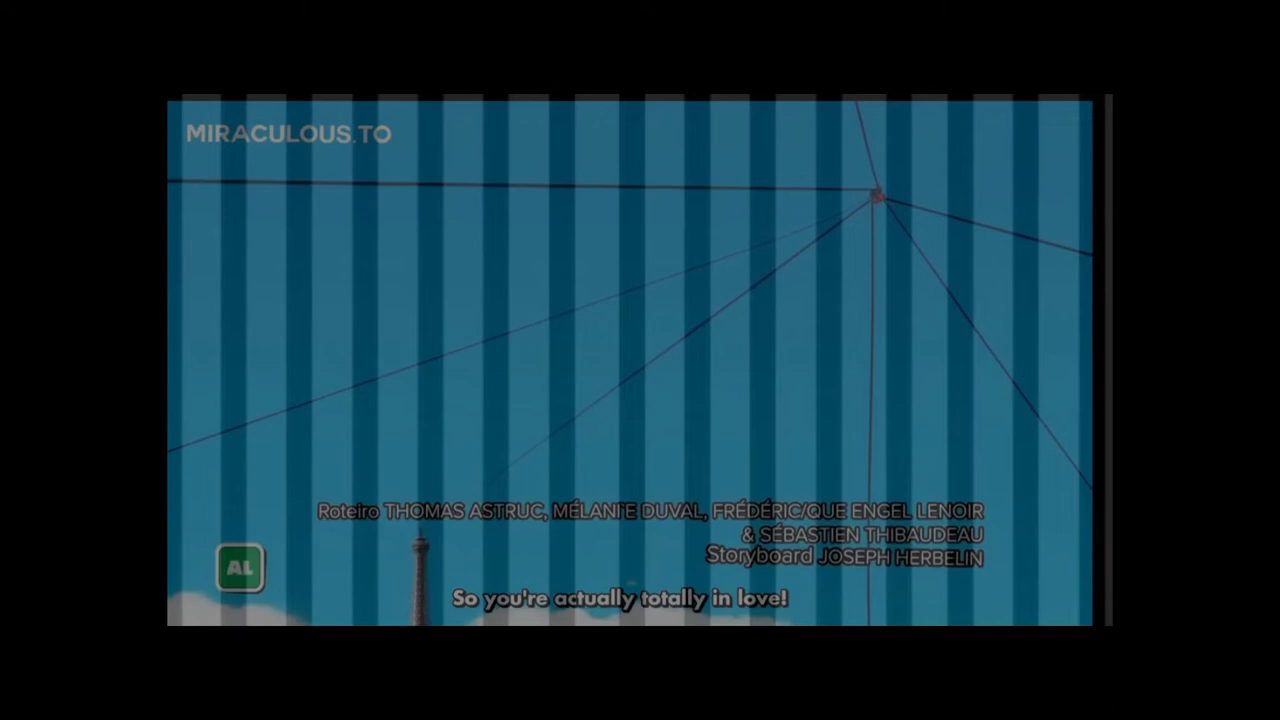 MIRACULOUS.TO
Roteiro THOMAS ASTRUC, MÉLANIE DUVAL, FRÉDÉRIC/QUE ENGEL LENOIR
& SÉBASTIEN THIBAUDEAU
Storyboard JOSEPH HERBELIN
AL
So you're actually totally in love!